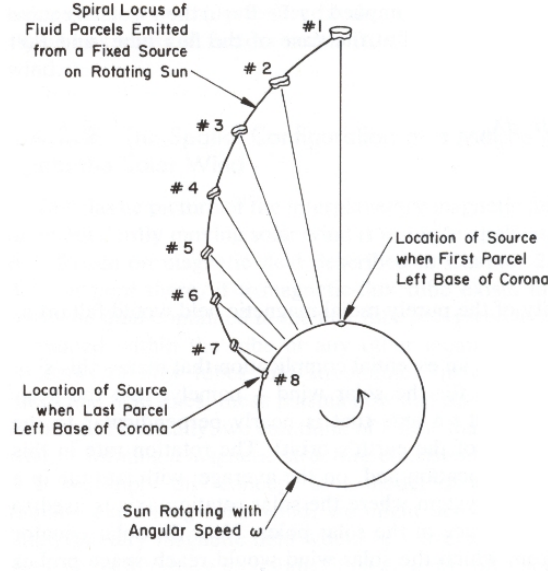 Spiral Locus of
Fluid Parcels Emitted
from a Fixed Source
on Rotating Sun
#1
#2
#3
#4
#5
#6
#7
#8
Location of Source
when First Parcel
Left Base of Corona
Location of Source
when Last Parcel
Left Base of Corona
Sun Rotating with
Angular Speed ω